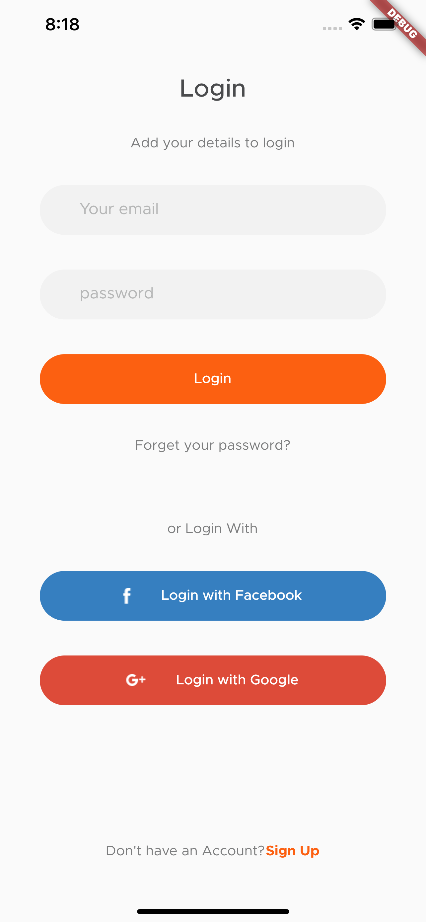 8:18
DEBUG
Login
Add your details to login
Your email
password
Login
Forget your password?
or Login With
f Login with Facebook
G+ Login with Google
Don't have an Account?Sign Up